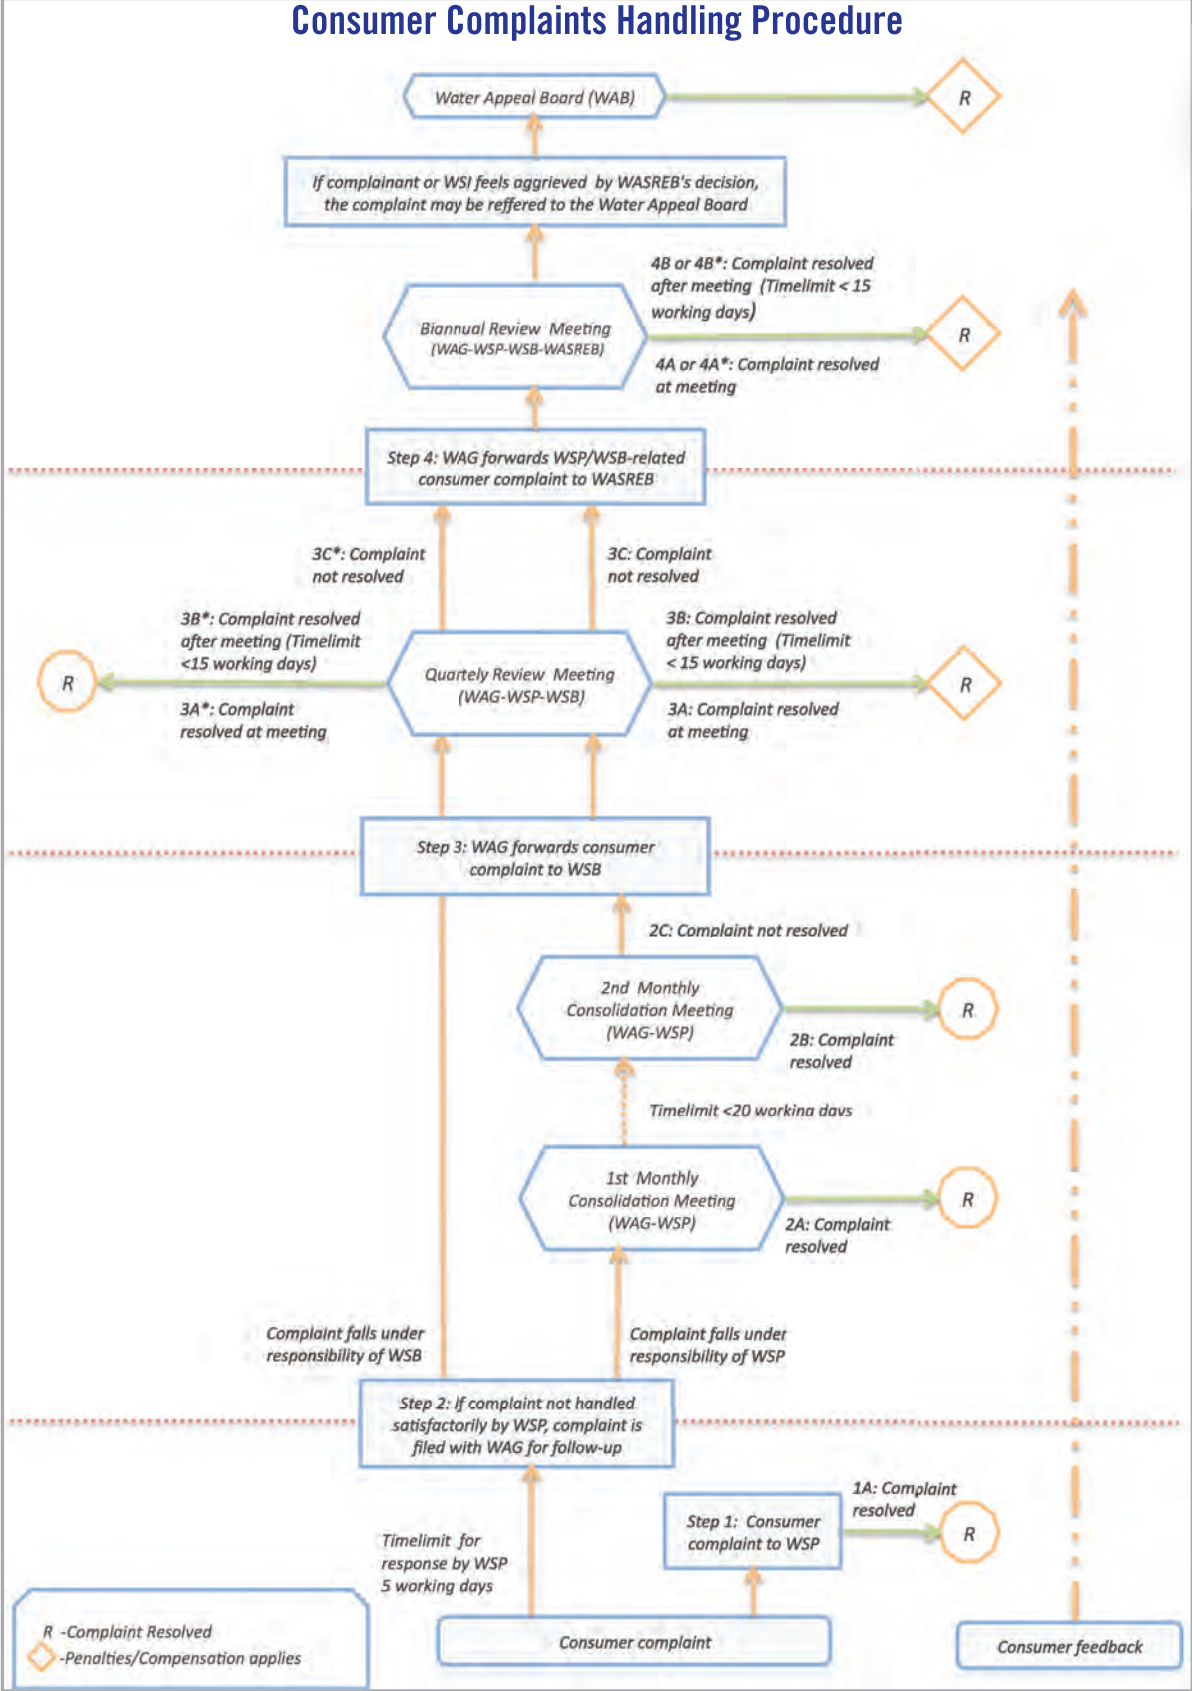 Consumer Complaints Handling Procedure
Water Appeal Board (WAB)
R
If complainant or WSI feels aggrieved by WASREB's decision,
the complaint may be reffered to the Water Appeal Board
4B or 4B*: Complaint resolved
after meeting (Timelimit < 15
working days)
Biannual Review Meeting
(WAG-WSP-WSB-WASREB)
R
4A or 4A*: Complaint resolved
at meeting
Step 4: WAG forwards WSP/WSB-related
consumer complaint to WASREB
3C*: Complaint
not resolved
3C: Complaint
not resolved
3B*: Complaint resolved
after meeting (Timelimit
<15 working days)
3B: Complaint resolved
after meeting (Timelimit
< 15 working days)
R
Quartely Review Meeting
(WAG-WSP-WSB)
R
3A*: Complaint
resolved at meeting
3A: Complaint resolved
at meeting
Step 3: WAG forwards consumer
complaint to WSB
2C: Complaint not resolved
2nd Monthly
Consolidation Meeting
(WAG-WSP)
R
2B: Complaint
resolved
Timelimit <20 working days
1st Monthly
Consolidation Meeting
(WAG-WSP)
R
2A: Complaint
resolved
Complaint falls under
responsibility of WSB
Complaint falls under
responsibility of WSP
Step 2: If complaint not handled
satisfactorily by WSP, complaint is
filed with WAG for follow-up
1A: Complaint
resolved
Step 1: Consumer
complaint to WSP
R
Timelimit for
response by WSP
5 working days
R -Complaint Resolved
-Penalties/Compensation applies
Consumer complaint
Consumer feedback